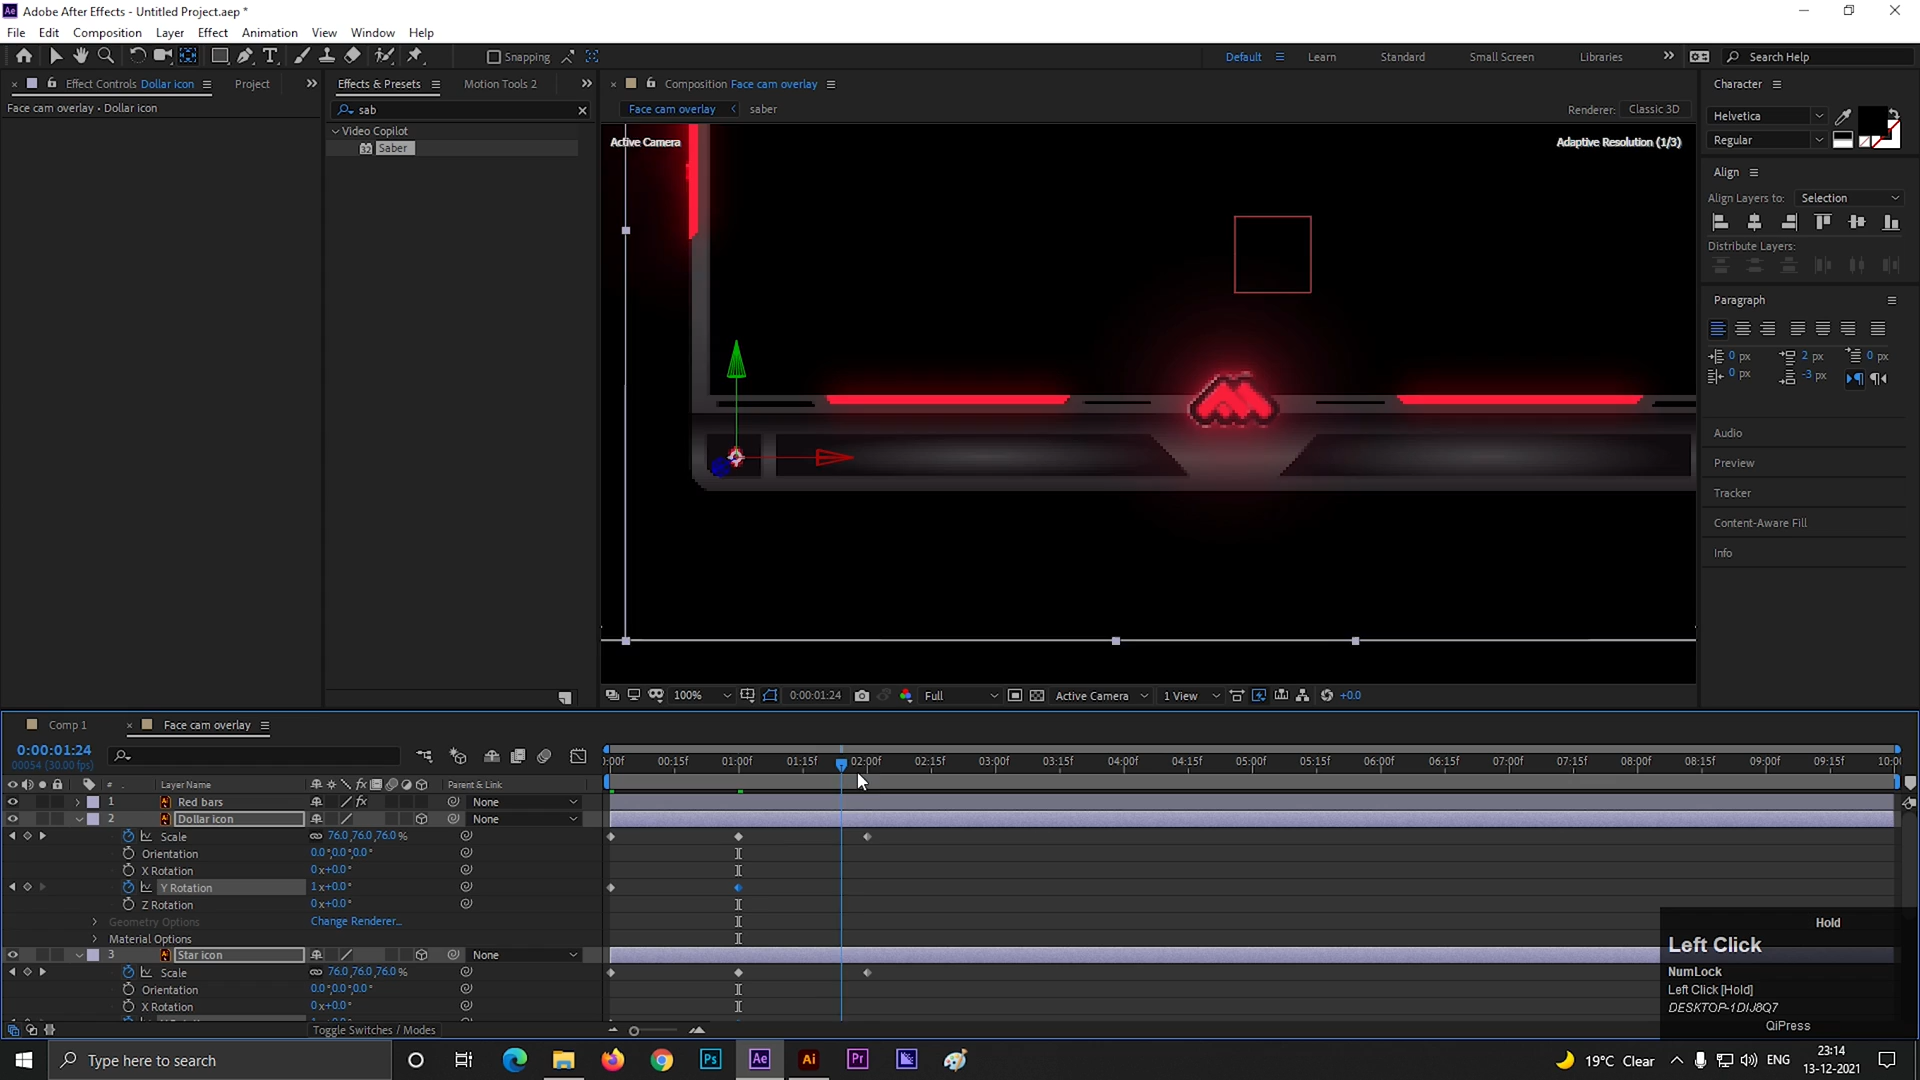 Adobe After Effects - Untitled Project.aep *
File Edit Composition Layer Effect Animation View Window Help
Snapping
Default Learn Standard Small Screen Libraries Search Help
Effect Controls Dollar icon Project
Face cam overlay • Dollar icon
Effects & Presets Motion Tools 2
sab
Video Copilot
Saber
Composition Face cam overlay
Face cam overlay saber
Renderer: Classic 3D
Active Camera
Adaptive Resolution (1/3)
100% 0:00:01:24 Full Active Camera 1 View +0.0
Character
Helvetica
Regular
Align
Align Layers to: Selection
Distribute Layers:
Paragraph
0 px 2 px 0 px
0 px -3 px
Audio
Preview
Tracker
Content-Aware Fill
Info
Comp 1 Face cam overlay
0:00:01:24
00054 (30.00 fps)
:00f 00:15f 01:00f 01:15f 02:00f 02:15f 03:00f 03:15f 04:00f 04:15f 05:00f 05:15f 06:00f 06:15f 07:00f 07:15f 08:00f 08:15f 09:00f 09:15f 10:00
# Layer Name Parent & Link
1 Red bars None
2 Dollar icon None
Scale 76.0,76.0,76.0%
Orientation 0.0°,0.0°,0.0°
X Rotation 0x+0.0°
Y Rotation 1x+0.0°
Z Rotation 0x+0.0°
Geometry Options Change Renderer...
Material Options
3 Star icon None
Scale 76.0,76.0,76.0%
Orientation 0.0°,0.0°,0.0°
X Rotation 0x+0.0°
Toggle Switches / Modes
Hold
Left Click
NumLock
Left Click [Hold]
DESKTOP-1DIJ8Q7
QiPress
Type here to search
Ps Ae Ai Pr
19°C Clear
ENG
23:14
13-12-2021